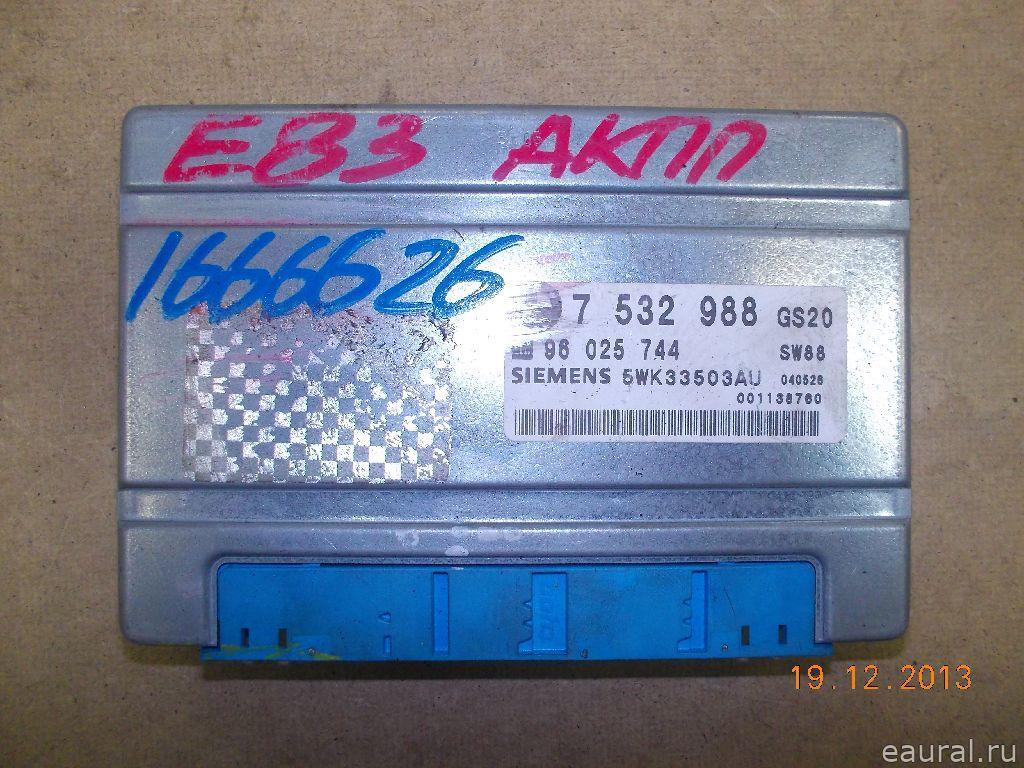 E83 АКПП
1666626
7 532 988 GS20
96 025 744 SW88
SIEMENS 5WK33503AU 040526
001138760
19.12.2013
eaural.ru